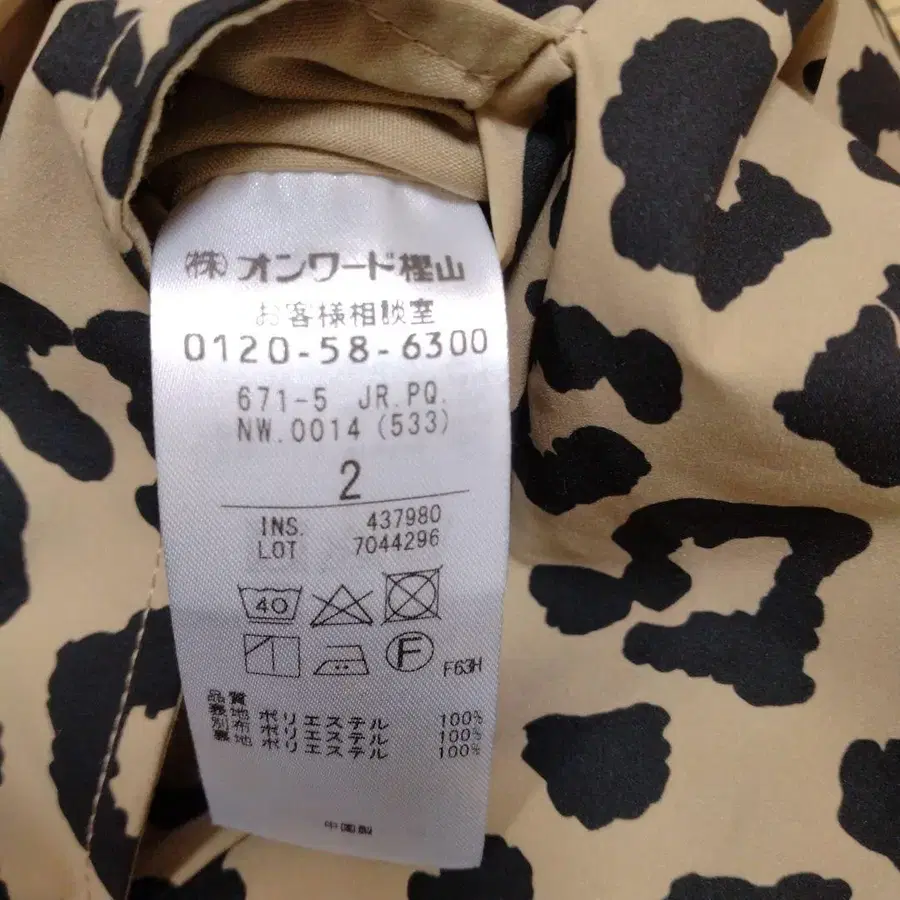 (株)オンワード樫山
お客様相談室
0120-58-6300
671-5 JR.PQ.
NW.0014 (533)
2
INS. 437980
LOT 7044296
40
F
F63H
品質
表地 ポリエステル 100%
別布 ポリエステル 100%
裏地 ポリエステル 100%
中国製